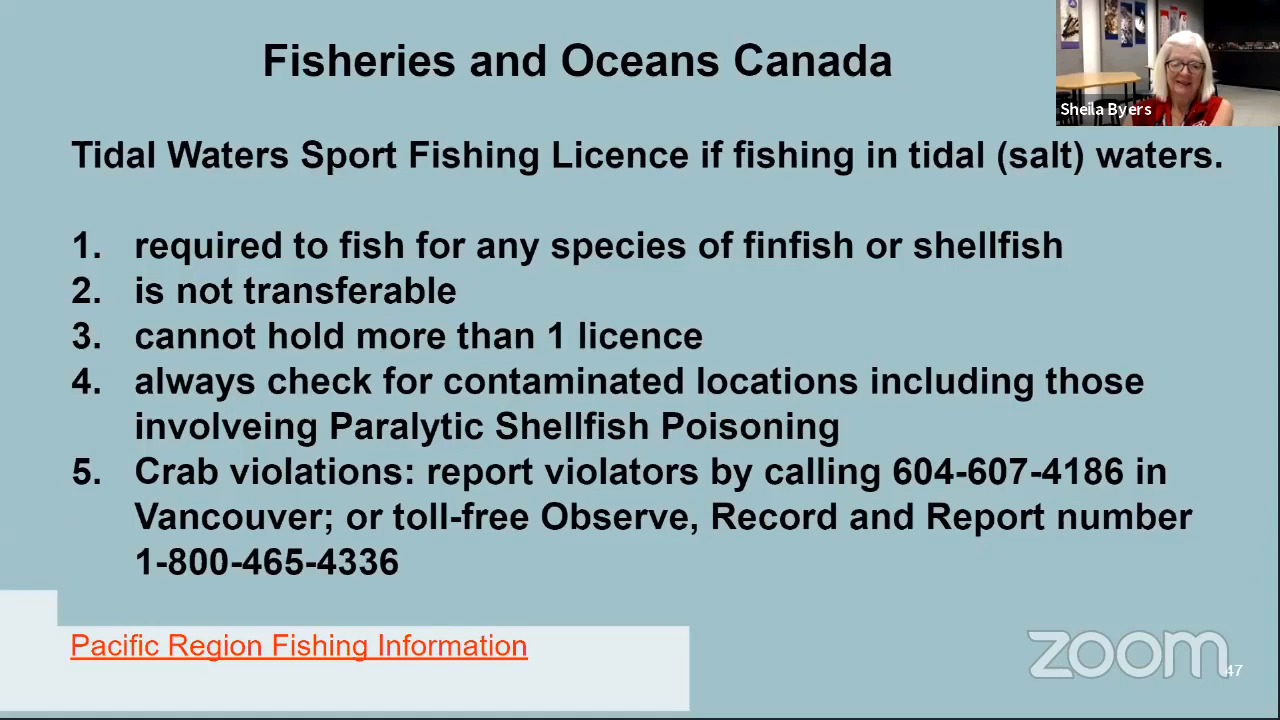 Fisheries and Oceans Canada
Sheila Byers
Tidal Waters Sport Fishing Licence if fishing in tidal (salt) waters.
1. required to fish for any species of finfish or shellfish
2. is not transferable
3. cannot hold more than 1 licence
4. always check for contaminated locations including those
involveing Paralytic Shellfish Poisoning
5. Crab violations: report violators by calling 604-607-4186 in
Vancouver; or toll-free Observe, Record and Report number
1-800-465-4336
Pacific Region Fishing Information
zoom
47